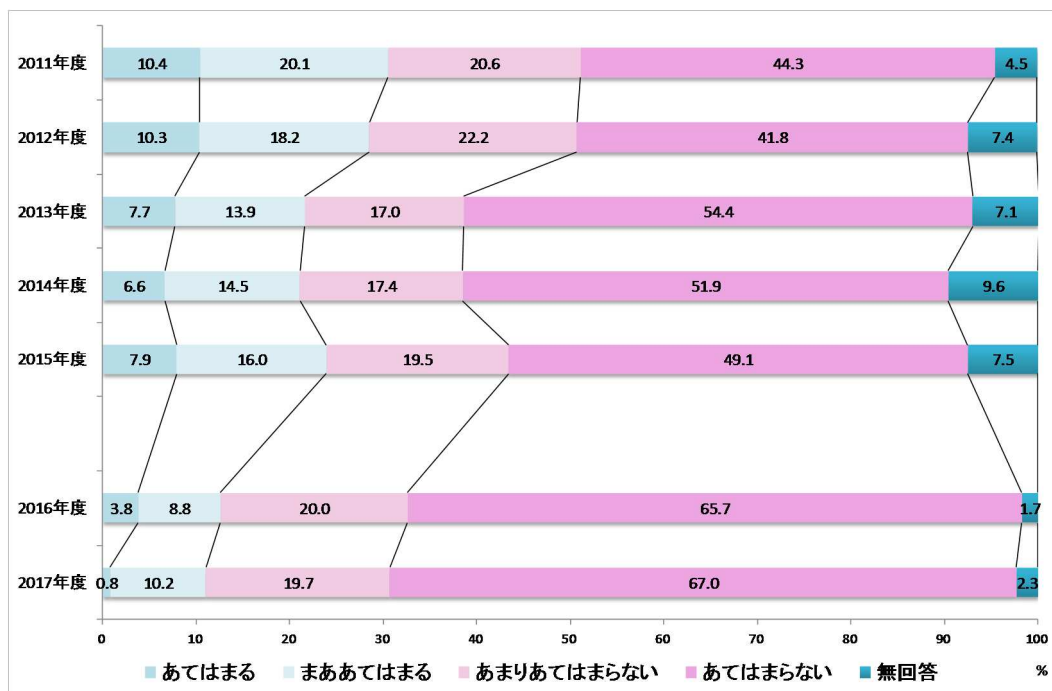 2011年度 10.4 20.1 20.6 44.3 4.5
2012年度 10.3 18.2 22.2 41.8 7.4
2013年度 7.7 13.9 17.0 54.4 7.1
2014年度 6.6 14.5 17.4 51.9 9.6
2015年度 7.9 16.0 19.5 49.1 7.5
2016年度 3.8 8.8 20.0 65.7 1.7
2017年度 0.8 10.2 19.7 67.0 2.3
0 10 20 30 40 50 60 70 80 90 100
あてはまる まああてはまる あまりあてはまらない あてはまらない 無回答 %